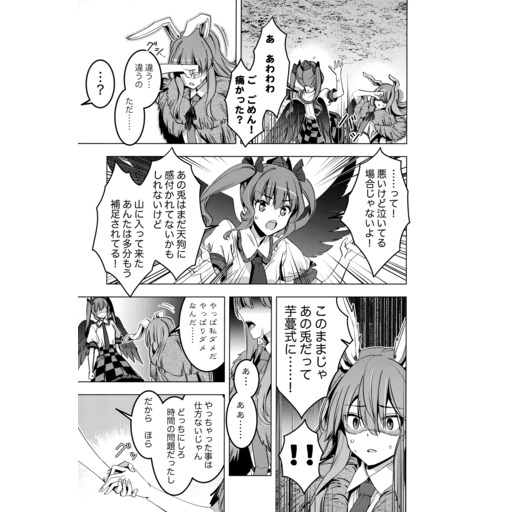 あ　あわわわ
ご　ごめん!
痛かった?
グシ…
違う…
違うの
ただ……
…?
……って!
悪いけど泣いてる
場合じゃないよ!
あの兎はまだ天狗に
感付かれてないかも
しれないけど
山に入って来た
あんたは多分もう
補足されてる!
このままじゃ
あの兎だって
芋蔓式に……!
!!
あ…
ああ……
やっぱ私ダメだ
やっぱりダメ
なんだ……
やっちゃった事は
仕方ないじゃん
どっちにしろ
時間の問題だったし
だから　ほら
グッ